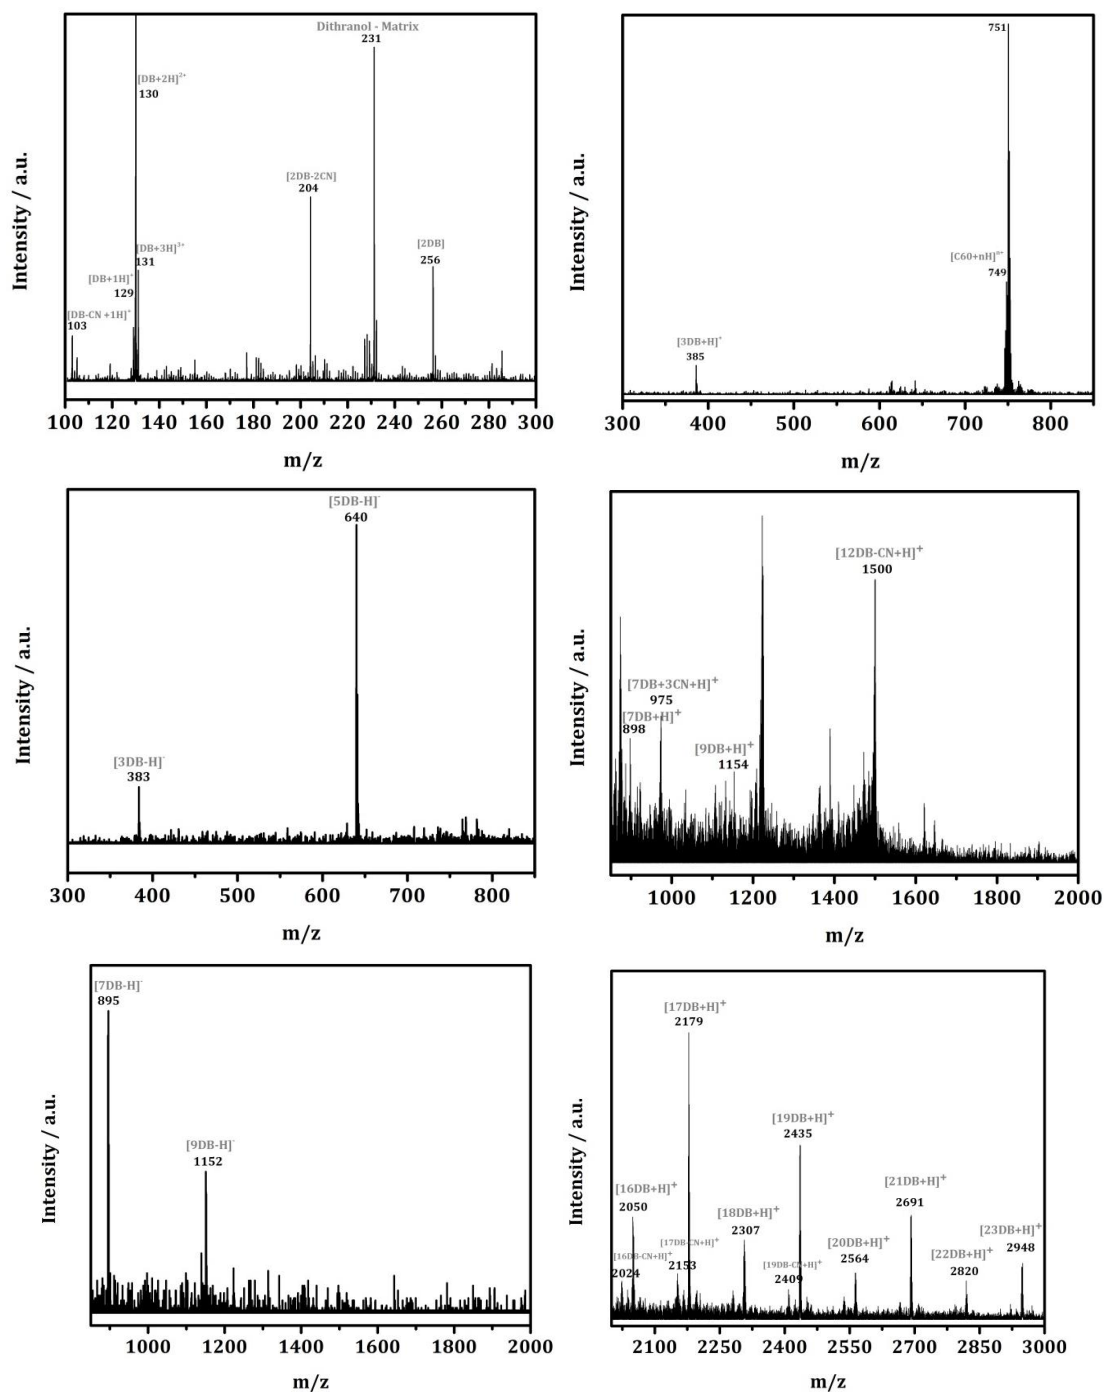 Intensity / a.u.
Dithranol - Matrix
231
[DB+2H]²⁺
130
[2DB-2CN]
204
[DB+3H]³⁺
131
[2DB]
256
[DB+1H]⁺
129
[DB-CN +1H]⁺
103
100 120 140 160 180 200 220 240 260 280 300
m/z
Intensity / a.u.
751
[C60+nH]ⁿ⁺
749
[3DB+H]⁺
385
300 400 500 600 700 800
m/z
Intensity / a.u.
[5DB-H]⁻
640
[3DB-H]⁻
383
300 400 500 600 700 800
m/z
Intensity / a.u.
[12DB-CN+H]⁺
1500
[7DB+3CN+H]⁺
975
[7DB+H]⁺
898
[9DB+H]⁺
1154
1000 1200 1400 1600 1800 2000
m/z
Intensity / a.u.
[7DB-H]⁻
895
[9DB-H]⁻
1152
1000 1200 1400 1600 1800 2000
m/z
Intensity / a.u.
[17DB+H]⁺
2179
[19DB+H]⁺
2435
[16DB+H]⁺
2050
[21DB+H]⁺
2691
[18DB+H]⁺
2307
[23DB+H]⁺
2948
[17DB-CN+H]⁺
2153
[20DB+H]⁺
2564
[16DB-CN+H]⁺
2024
[19DB-CN+H]⁺
2409
[22DB+H]⁺
2820
2100 2250 2400 2550 2700 2850 3000
m/z